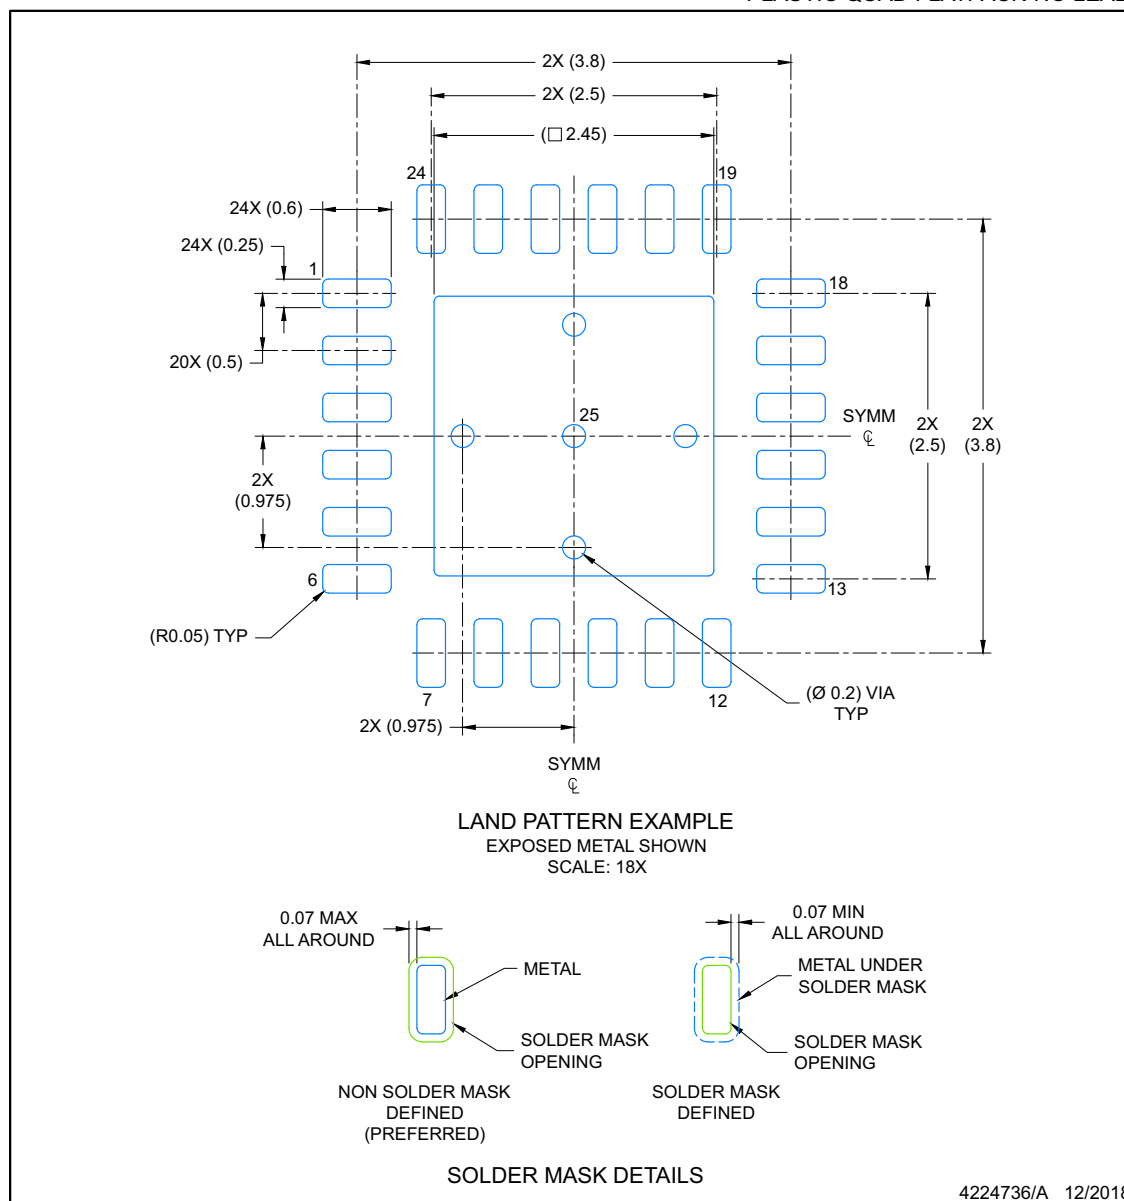 2X (3.8)
2X (2.5)
(□ 2.45)
24
19
24X (0.6)
24X (0.25)
1
18
20X (0.5)
25
SYMM
℄
2X
(2.5)
2X
(3.8)
2X
(0.975)
6
13
(R0.05) TYP
7
12
(Ø 0.2) VIA
TYP
2X (0.975)
SYMM
℄
LAND PATTERN EXAMPLE
EXPOSED METAL SHOWN
SCALE: 18X
0.07 MAX
ALL AROUND
METAL
SOLDER MASK
OPENING
NON SOLDER MASK
DEFINED
(PREFERRED)
0.07 MIN
ALL AROUND
METAL UNDER
SOLDER MASK
SOLDER MASK
OPENING
SOLDER MASK
DEFINED
SOLDER MASK DETAILS
4224736/A 12/2018